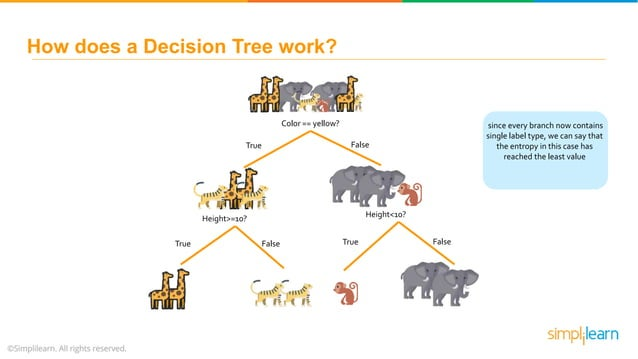 How does a Decision Tree work?
Color == yellow?
since every branch now contains
single label type, we can say that
the entropy in this case has
reached the least value
True
False
Height>=10?
Height<10?
True
False
True
False
simplilearn
©Simplilearn. All rights reserved.